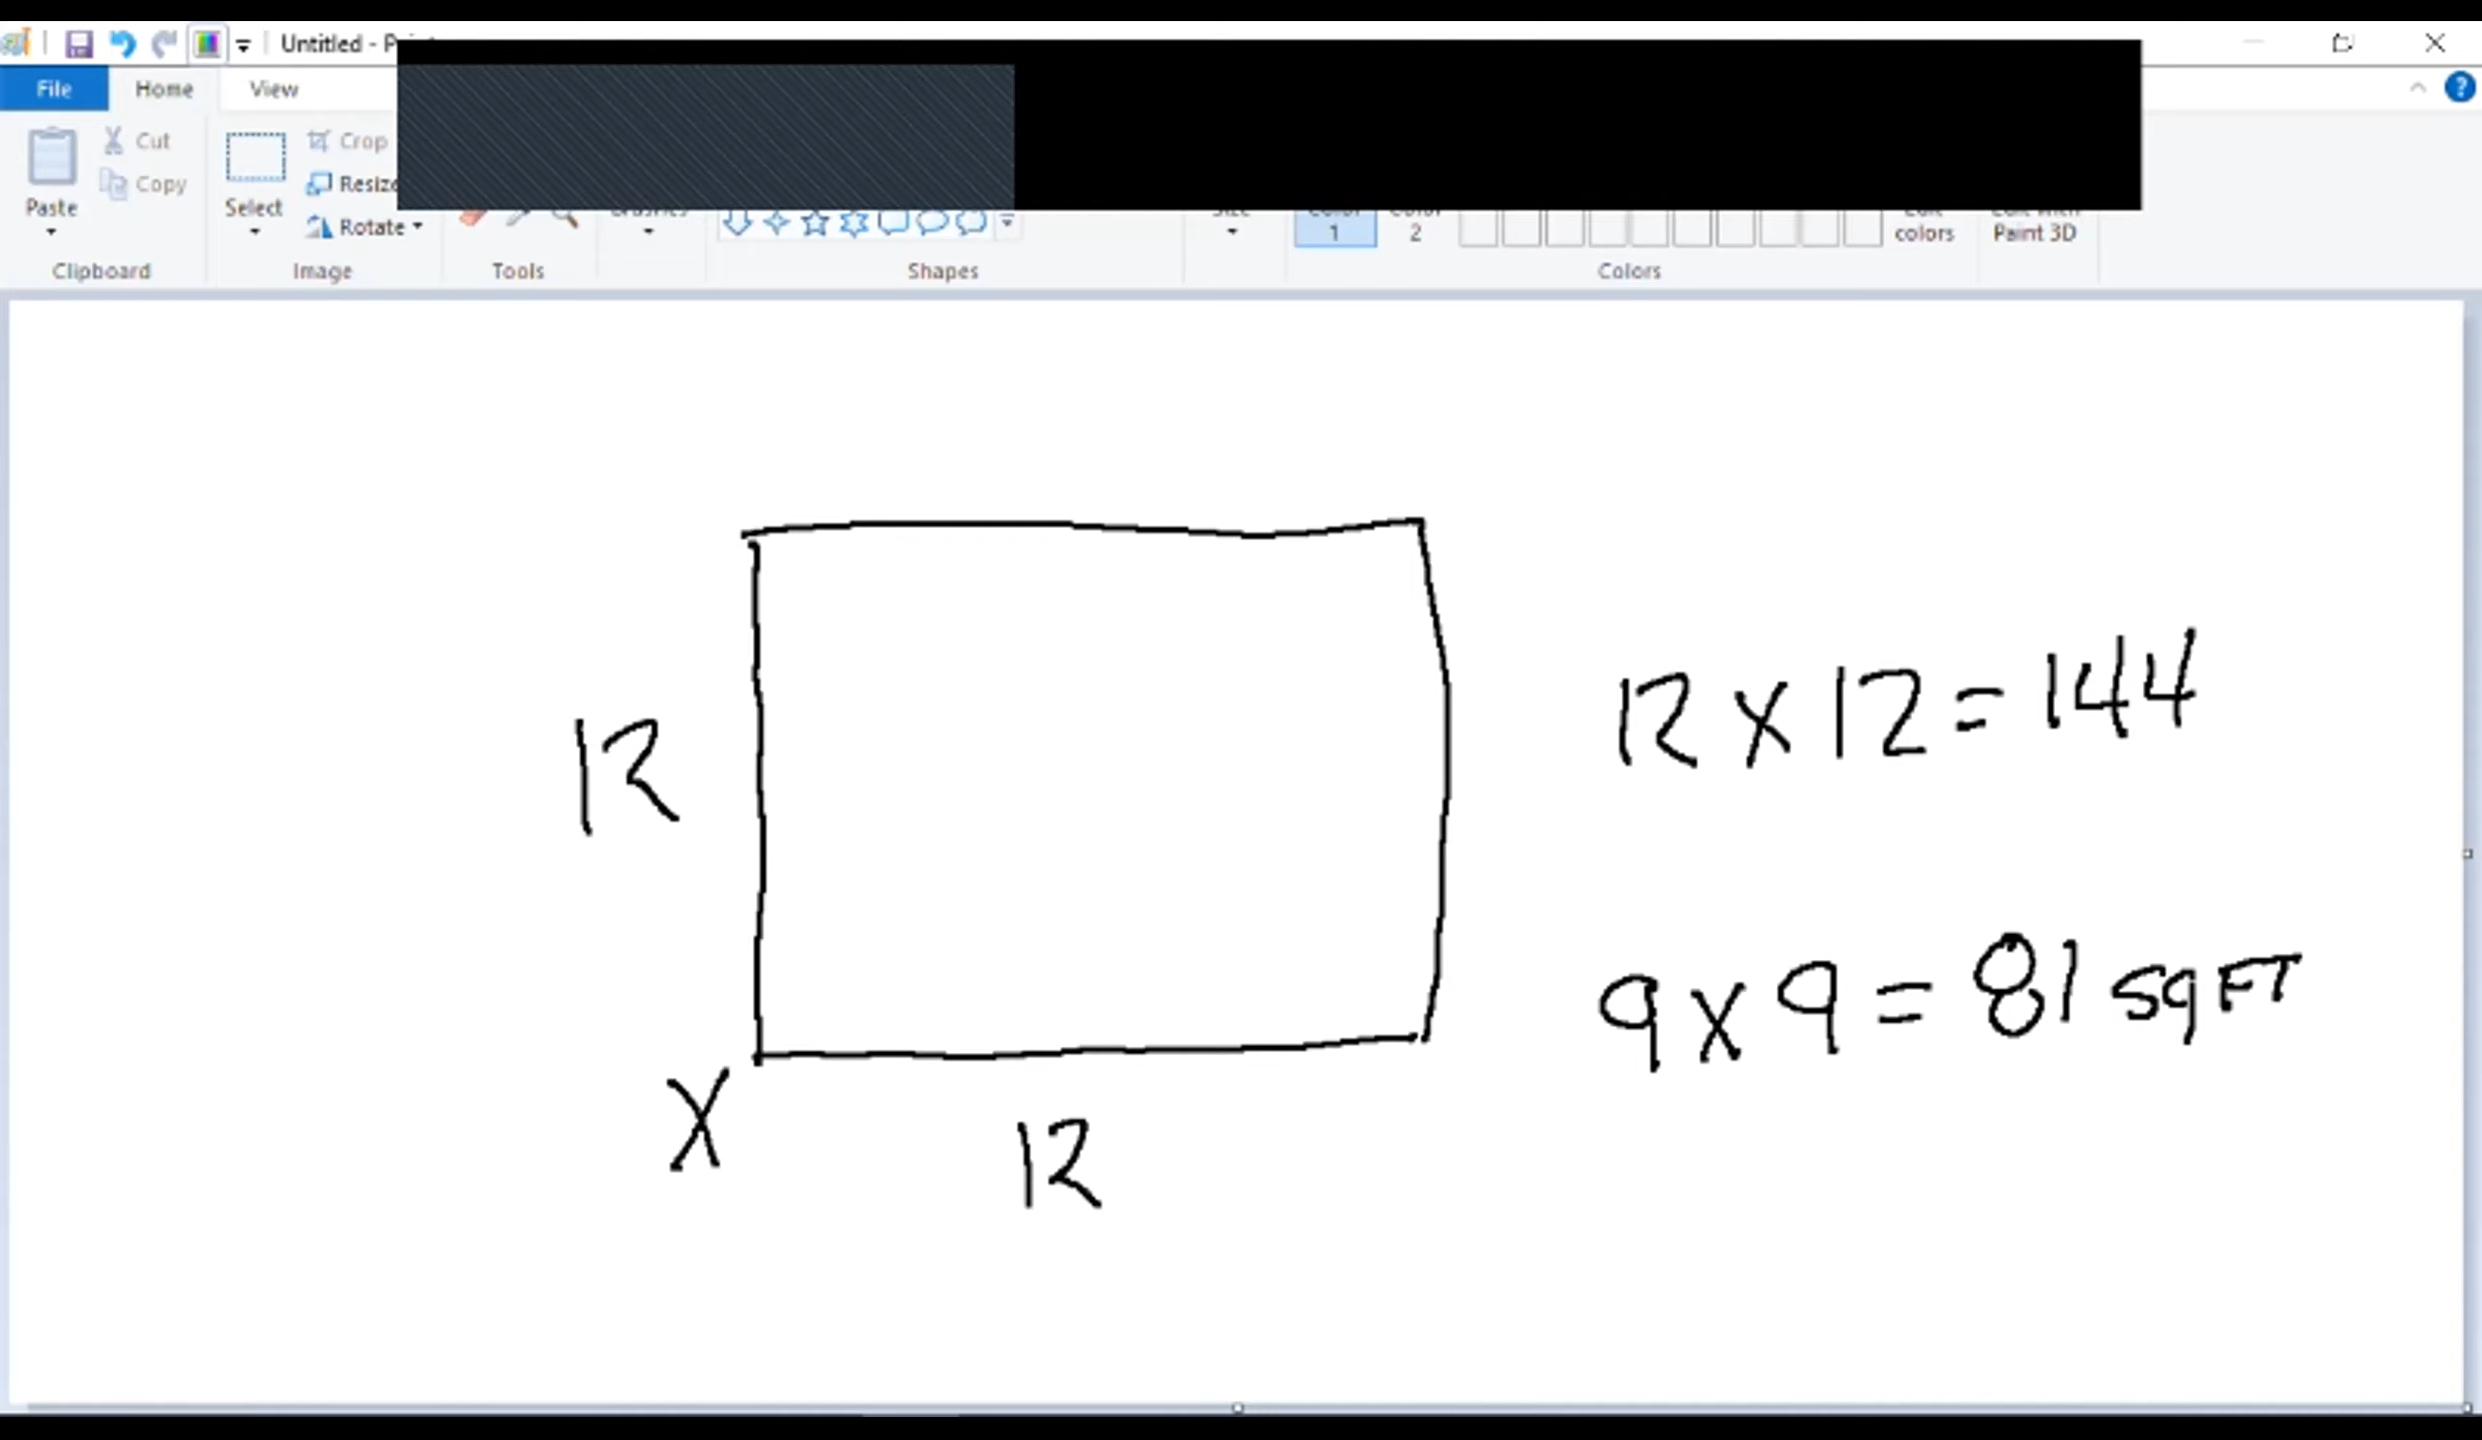 Untitled -
File Home View
Cut
Copy
Paste
Clipboard
Select
Crop
Rotate
Image
Tools
Shapes
1
2
Colors
colors
Paint 3D
12
12 X 12 = 144
9 X 9 = 81 SQ FT
X
12